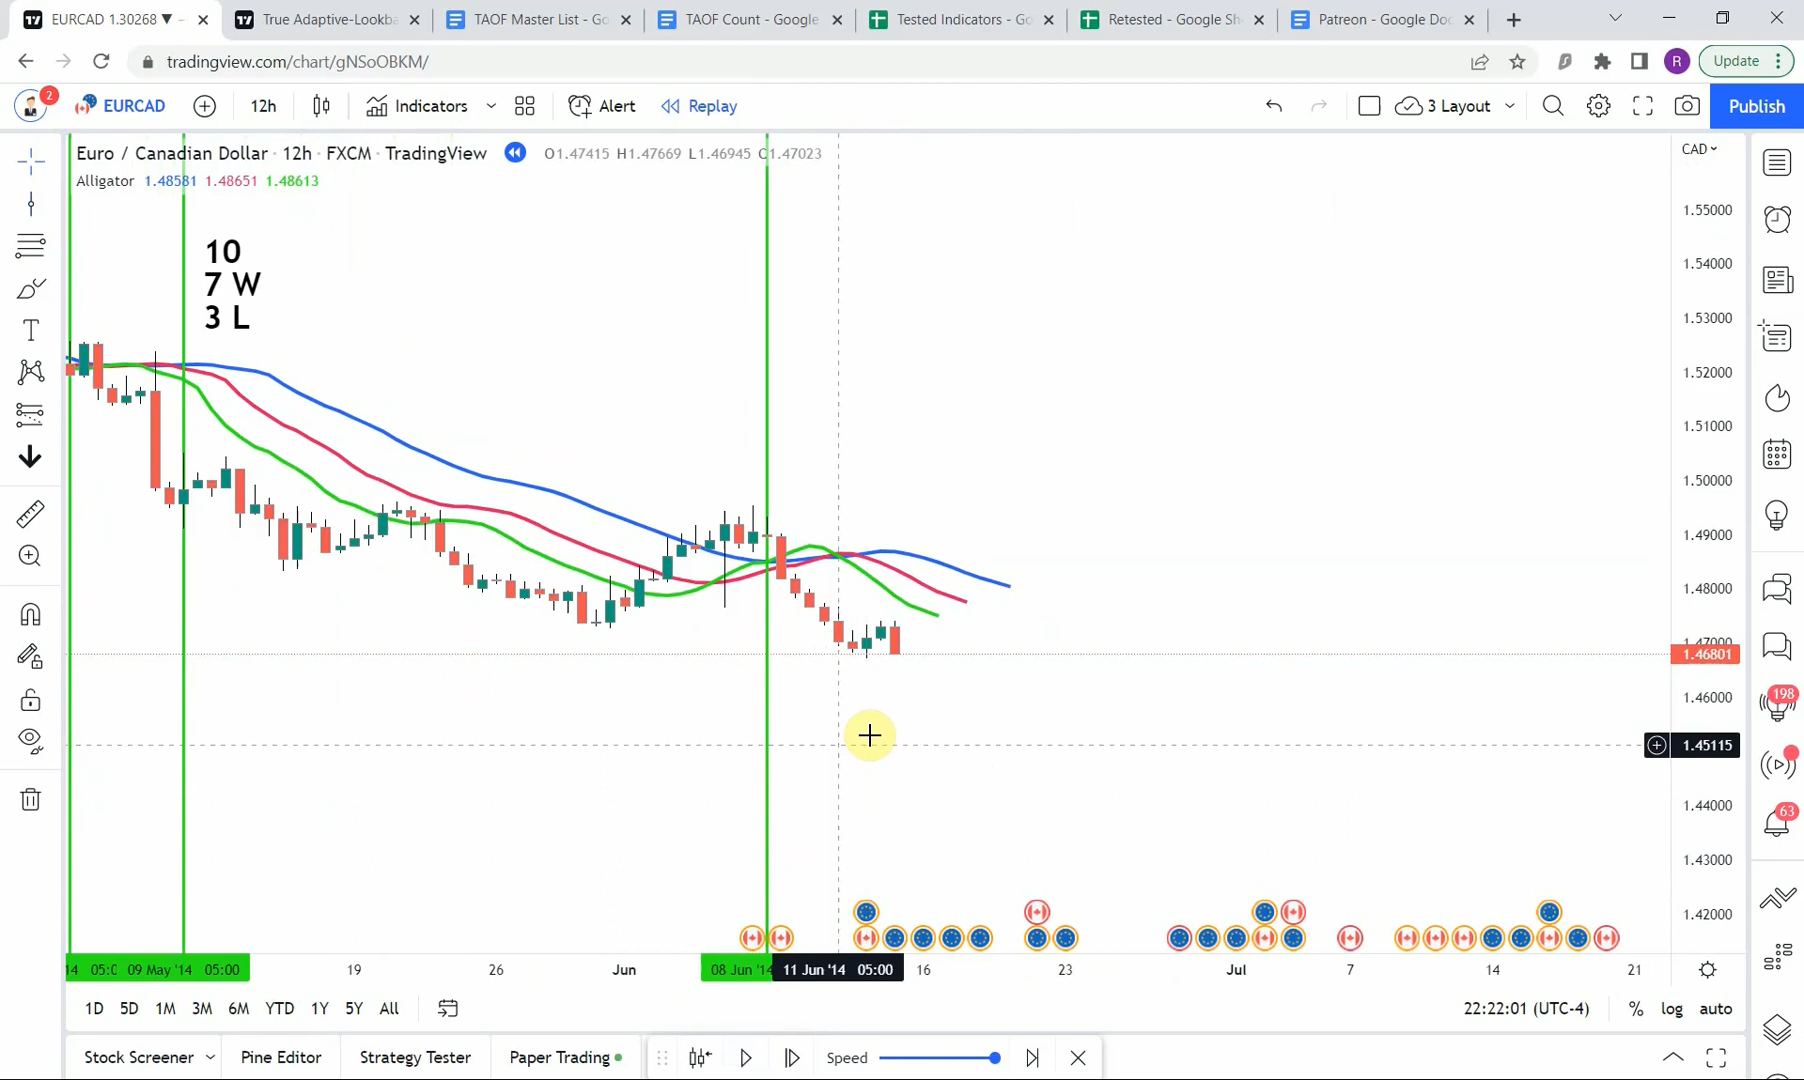 EURCAD 1.30268 ▼
True Adaptive-Lookba
TAOF Master List - Go
TAOF Count - Google
Tested Indicators - Go
Retested - Google Sh
Patreon - Google Doc
tradingview.com/chart/gNSoOBKM/
R
Update
2
EURCAD
12h
Indicators
Alert
Replay
3 Layout
Publish
Euro / Canadian Dollar · 12h · FXCM · TradingView
O1.47415 H1.47669 L1.46945 C1.47023
CAD
Alligator 1.48581 1.48651 1.48613
10
7 W
3 L
1.55000
1.54000
1.53000
1.52000
1.51000
1.50000
1.49000
1.48000
1.47000
1.46801
1.46000
1.45115
1.44000
1.43000
1.42000
198
63
14 05:0
09 May '14 05:00
19
26
Jun
08 Jun '14
11 Jun '14 05:00
16
23
Jul
7
14
21
1D 5D 1M 3M 6M YTD 1Y 5Y All
22:22:01 (UTC-4)
% log auto
Stock Screener
Pine Editor
Strategy Tester
Paper Trading
Speed